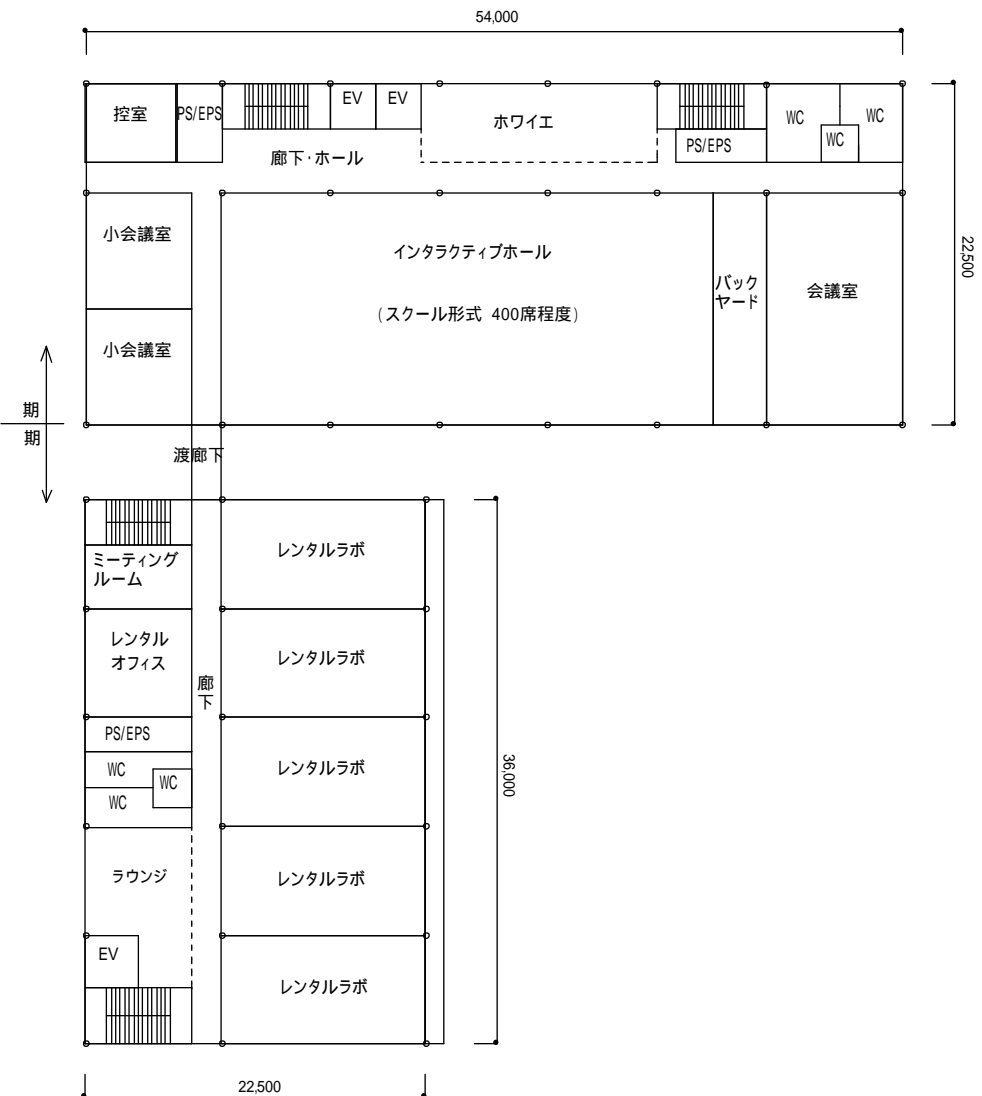 54,000
控室
PS/EPS
EV
EV
ホワイエ
PS/EPS
WC
WC
WC
廊下・ホール
小会議室
小会議室
インタラクティブホール
(スクール形式 400席程度)
バック
ヤード
会議室
22,500
期
期
渡廊下
ミーティング
ルーム
レンタル
オフィス
PS/EPS
WC
WC
WC
ラウンジ
EV
廊
下
レンタルラボ
レンタルラボ
レンタルラボ
レンタルラボ
レンタルラボ
36,000
22,500